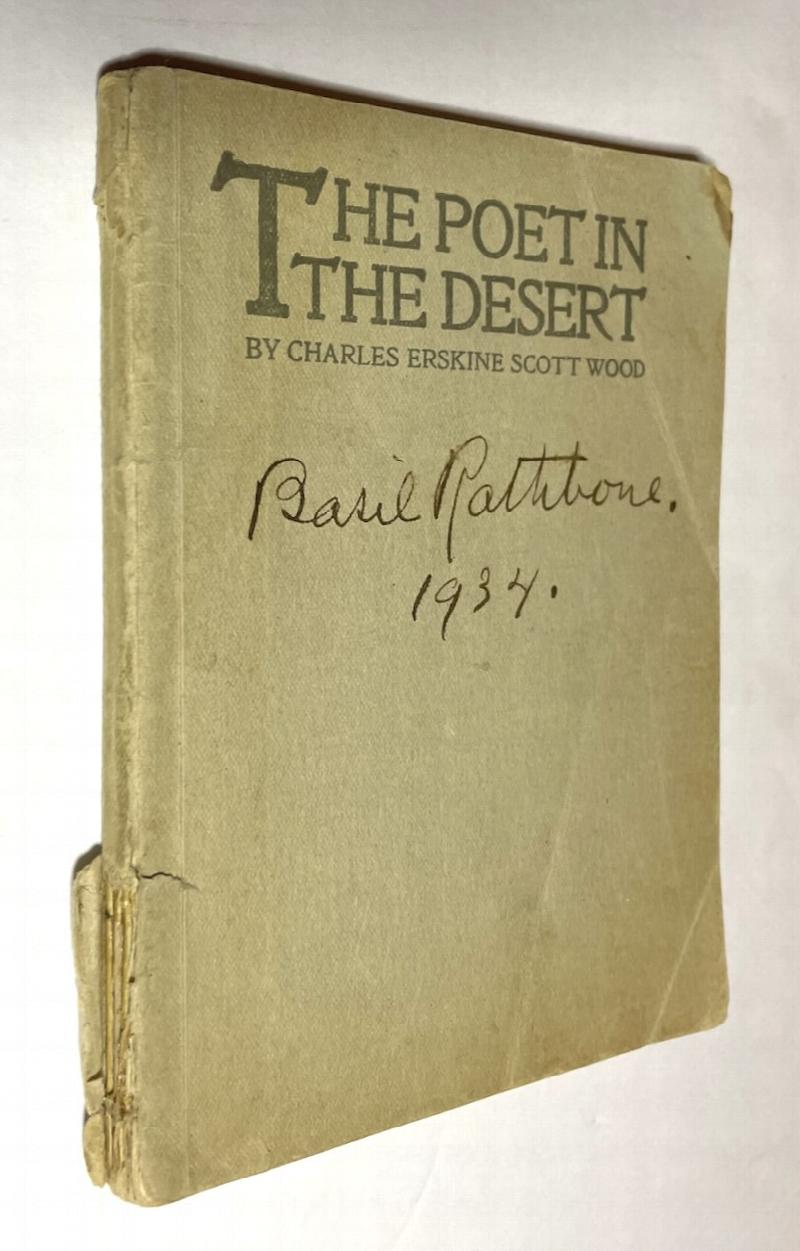 THE POET IN
THE DESERT
BY CHARLES ERSKINE SCOTT WOOD
Basil Rathbone.
1934.